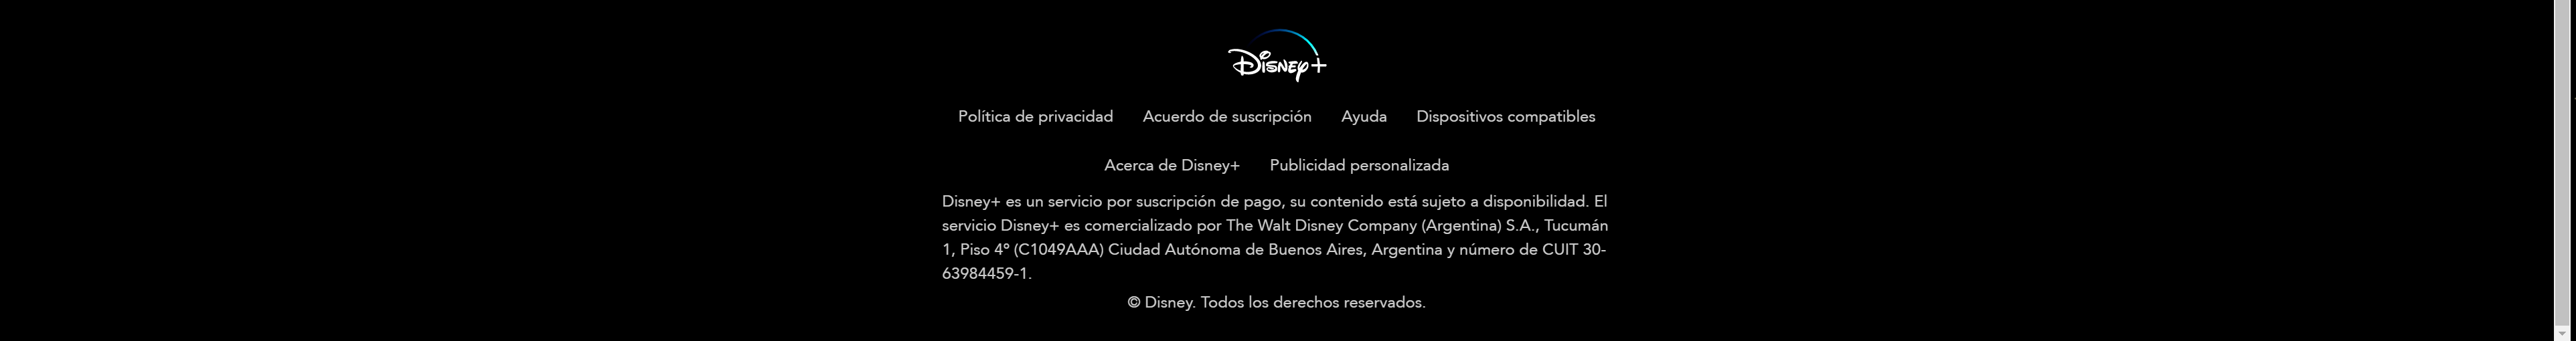 Disney+
Política de privacidad Acuerdo de suscripción Ayuda Dispositivos compatibles
Acerca de Disney+ Publicidad personalizada
Disney+ es un servicio por suscripción de pago, su contenido está sujeto a disponibilidad. El
servicio Disney+ es comercializado por The Walt Disney Company (Argentina) S.A., Tucumán
1, Piso 4º (C1049AAA) Ciudad Autónoma de Buenos Aires, Argentina y número de CUIT 30-
63984459-1.
© Disney. Todos los derechos reservados.